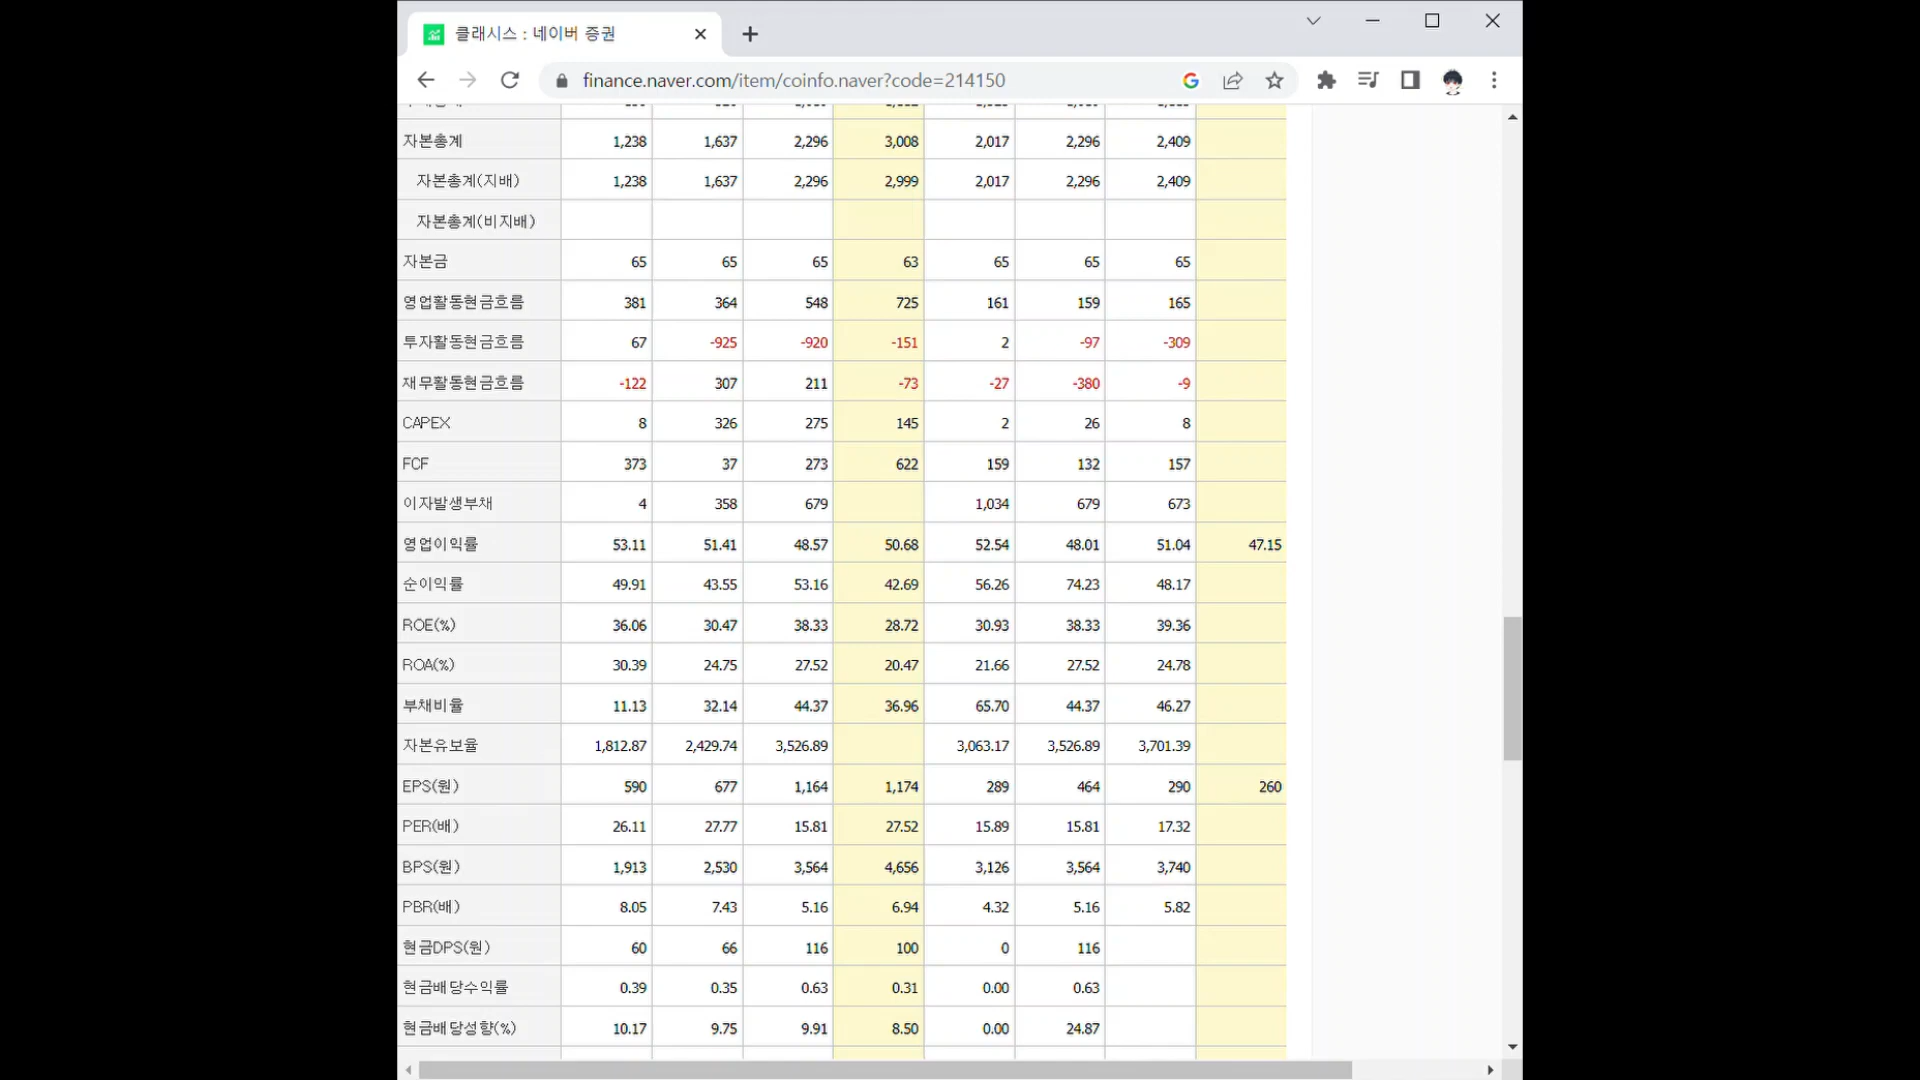 클래시스 : 네이버 증권
finance.naver.com/item/coinfo.naver?code=214150
자본총계 1,238 1,637 2,296 3,008 2,017 2,296 2,409
자본총계(지배) 1,238 1,637 2,296 2,999 2,017 2,296 2,409
자본총계(비지배)
자본금 65 65 65 63 65 65 65
영업활동현금흐름 381 364 548 725 161 159 165
투자활동현금흐름 67 -925 -920 -151 2 -97 -309
재무활동현금흐름 -122 307 211 -73 -27 -380 -9
CAPEX 8 326 275 145 2 26 8
FCF 373 37 273 622 159 132 157
이자발생부채 4 358 679 1,034 679 673
영업이익률 53.11 51.41 48.57 50.68 52.54 48.01 51.04 47.15
순이익률 49.91 43.55 53.16 42.69 56.26 74.23 48.17
ROE(%) 36.06 30.47 38.33 28.72 30.93 38.33 39.36
ROA(%) 30.39 24.75 27.52 20.47 21.66 27.52 24.78
부채비율 11.13 32.14 44.37 36.96 65.70 44.37 46.27
자본유보율 1,812.87 2,429.74 3,526.89 3,063.17 3,526.89 3,701.39
EPS(원) 590 677 1,164 1,174 289 464 290 260
PER(배) 26.11 27.77 15.81 27.52 15.89 15.81 17.32
BPS(원) 1,913 2,530 3,564 4,656 3,126 3,564 3,740
PBR(배) 8.05 7.43 5.16 6.94 4.32 5.16 5.82
현금DPS(원) 60 66 116 100 0 116
현금배당수익률 0.39 0.35 0.63 0.31 0.00 0.63
현금배당성향(%) 10.17 9.75 9.91 8.50 0.00 24.87